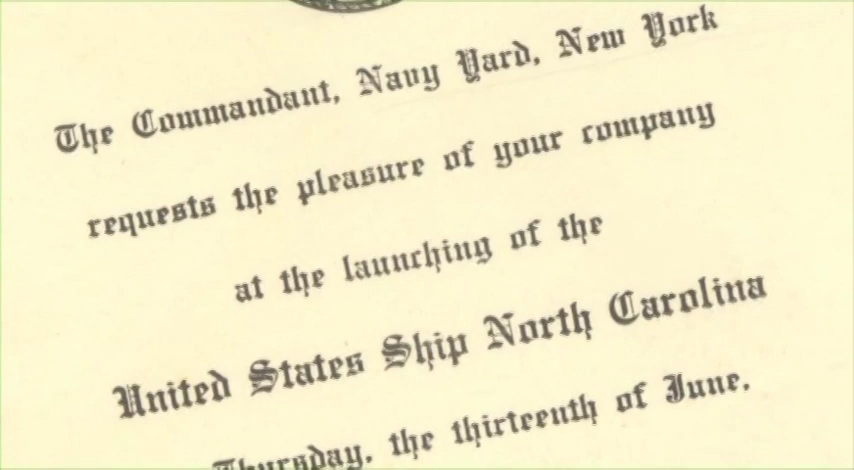 The Commandant, Navy Yard, New York
requests the pleasure of your company
at the launching of the
United States Ship North Carolina
Thursday, the thirteenth of June,